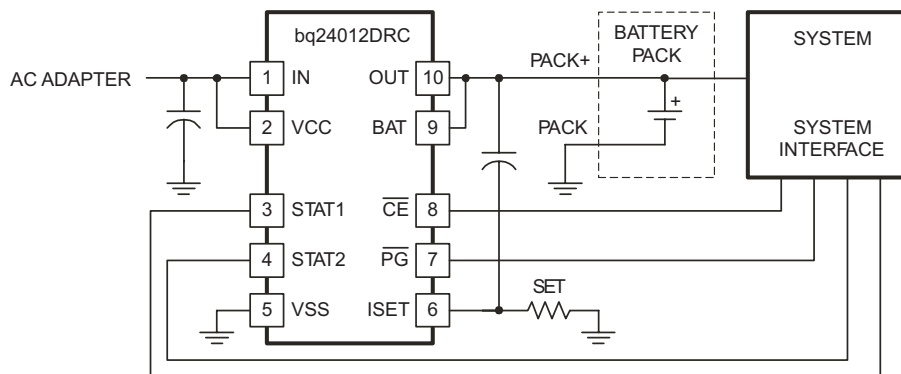 bq24012DRC
AC ADAPTER
1 IN
2 VCC
3 STAT1
4 STAT2
5 VSS
OUT 10
BAT 9
CE 8
PG 7
ISET 6
PACK+
PACK
SET
BATTERY
PACK
+
SYSTEM
SYSTEM
INTERFACE